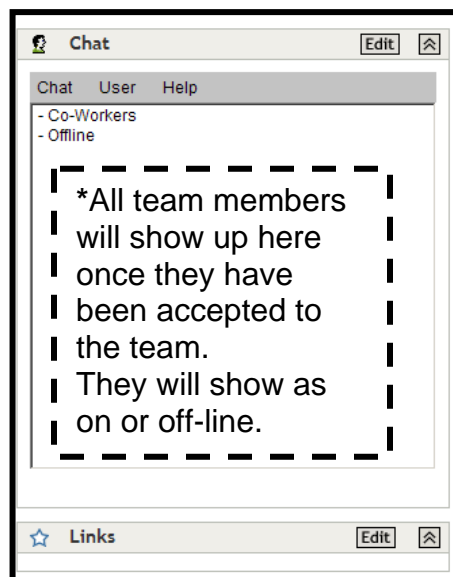 Chat Edit
Chat User Help
- Co-Workers
- Offline
*All team members
will show up here
once they have
been accepted to
the team.
They will show as
on or off-line.
Links Edit